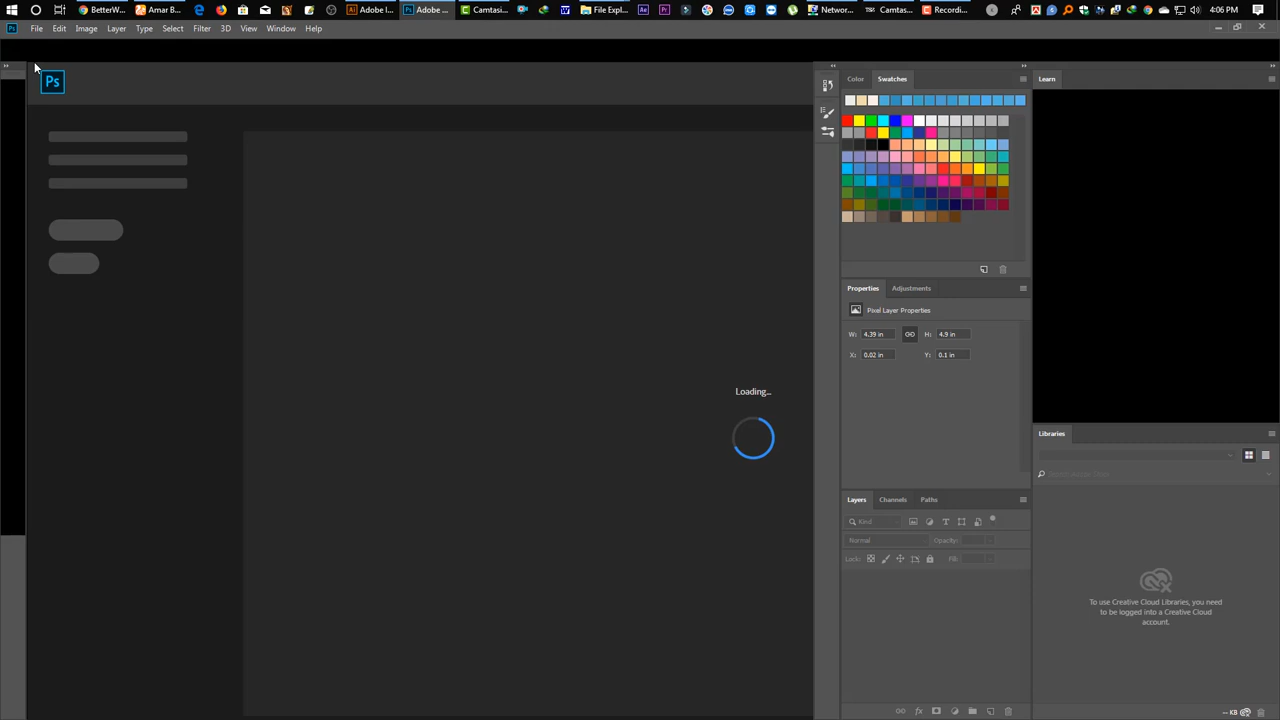 BetterW...
Amar B...
Adobe I...
Adobe ...
Camtasi...
File Expl...
Networ...
Camtas...
Recordi...
4:06 PM
Ps
File
Edit
Image
Layer
Type
Select
Filter
3D
View
Window
Help
Ps
Color
Swatches
Learn
Properties
Adjustments
Pixel Layer Properties
W: 4.39 in
H: 4.9 in
X: 0.02 in
Y: 0.1 in
Loading...
Libraries
Layers
Channels
Paths
Kind
Normal
Opacity:
Lock:
Fill:
To use Creative Cloud Libraries, you need
to be logged into a Creative Cloud
account.
-- KB